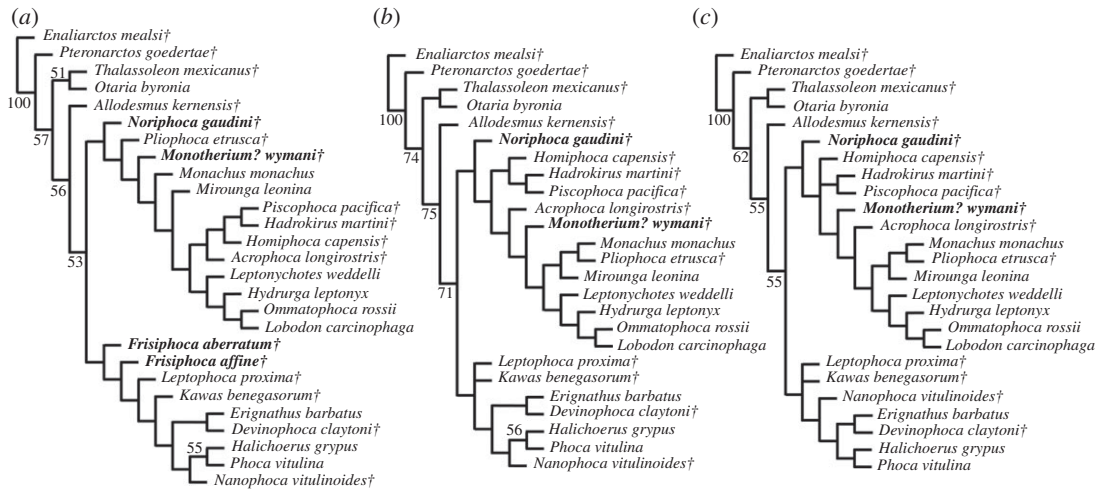 (a)
Enaliarctos mealsi†
Pteronarctos goedertae†
51
Thalassoleon mexicanus†
Otaria byronia
100
Allodesmus kernensis†
Noriphoca gaudini†
57
Pliophoca etrusca†
Monotherium? wymani†
Monachus monachus
56
Mirounga leonina
Piscophoca pacifica†
Hadrokirus martini†
Homiphoca capensis†
53
Acrophoca longirostris†
Leptonychotes weddelli
Hydrurga leptonyx
Ommatophoca rossii
Lobodon carcinophaga
Frisiphoca aberratum†
Frisiphoca affine†
Leptophoca proxima†
Kawas benegasorum†
Erignathus barbatus
Devinophoca claytoni†
55
Halichoerus grypus
Phoca vitulina
Nanophoca vitulinoides†
(b)
Enaliarctos mealsi†
Pteronarctos goedertae†
Thalassoleon mexicanus†
Otaria byronia
100
Allodesmus kernensis†
Noriphoca gaudini†
74
Homiphoca capensis†
Hadrokirus martini†
Piscophoca pacifica†
75
Acrophoca longirostris†
Monotherium? wymani†
Monachus monachus
Pliophoca etrusca†
Mirounga leonina
71
Leptonychotes weddelli
Hydrurga leptonyx
Ommatophoca rossii
Lobodon carcinophaga
Leptophoca proxima†
Kawas benegasorum†
Erignathus barbatus
Devinophoca claytoni†
56
Halichoerus grypus
Phoca vitulina
Nanophoca vitulinoides†
(c)
Enaliarctos mealsi†
Pteronarctos goedertae†
Thalassoleon mexicanus†
Otaria byronia
100
Allodesmus kernensis†
Noriphoca gaudini†
62
Homiphoca capensis†
Hadrokirus martini†
Piscophoca pacifica†
55
Monotherium? wymani†
Acrophoca longirostris†
Monachus monachus
Pliophoca etrusca†
55
Mirounga leonina
Leptonychotes weddelli
Hydrurga leptonyx
Ommatophoca rossii
Lobodon carcinophaga
Leptophoca proxima†
Kawas benegasorum†
Nanophoca vitulinoides†
Erignathus barbatus
Devinophoca claytoni†
Halichoerus grypus
Phoca vitulina